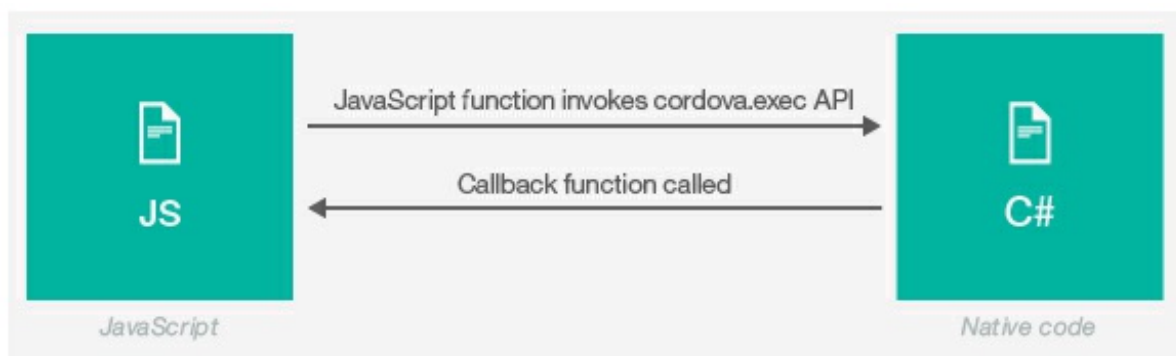 JavaScript function invokes cordova.exec API
Callback function called
JS
C#
JavaScript
Native code